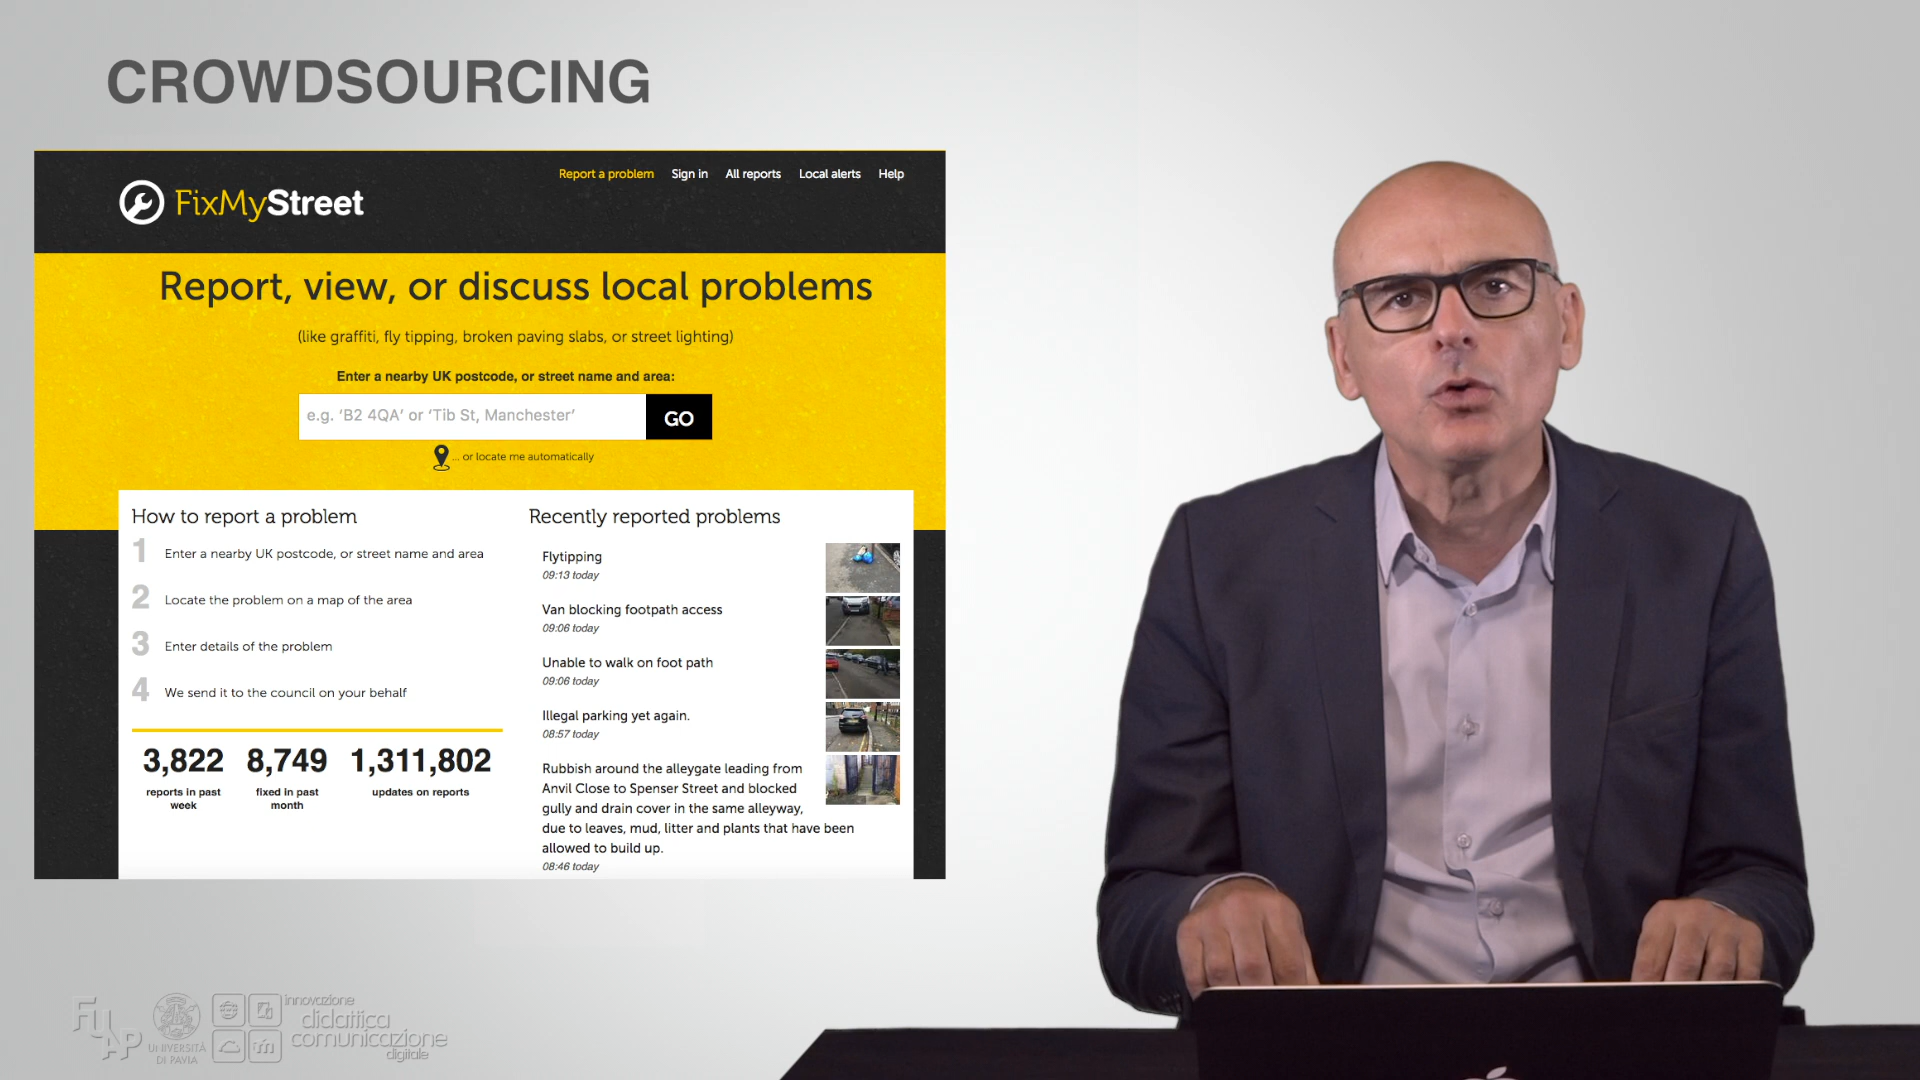 CROWDSOURCING
Report a problem Sign in All reports Local alerts Help
FixMyStreet
Report, view, or discuss local problems
(like graffiti, fly tipping, broken paving slabs, or street lighting)
Enter a nearby UK postcode, or street name and area:
e.g. ‘B2 4QA’ or ‘Tib St, Manchester’ GO
... or locate me automatically
How to report a problem
1 Enter a nearby UK postcode, or street name and area
2 Locate the problem on a map of the area
3 Enter details of the problem
4 We send it to the council on your behalf
3,822 8,749 1,311,802
reports in past fixed in past updates on reports
week month
Recently reported problems
Flytipping
09:13 today
Van blocking footpath access
09:06 today
Unable to walk on foot path
09:06 today
Illegal parking yet again.
08:57 today
Rubbish around the alleygate leading from
Anvil Close to Spenser Street and blocked
gully and drain cover in the same alleyway,
due to leaves, mud, litter and plants that have been
allowed to build up.
08:46 today
UNIVERSITÀ
DI PAVIA
innovazione
didattica
comunicazione
digitale